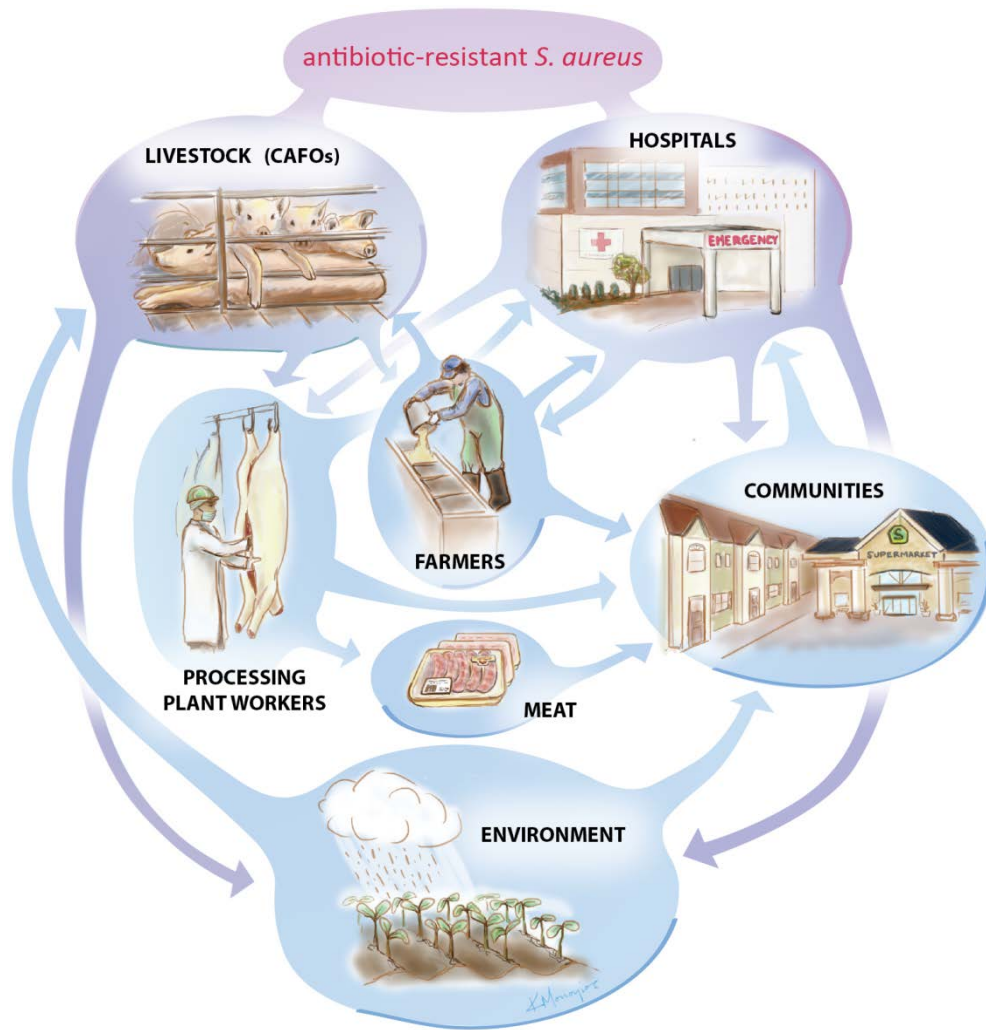 antibiotic-resistant S. aureus
LIVESTOCK (CAFOs)
HOSPITALS
EMERGENCY
FARMERS
COMMUNITIES
S
SUPERMARKET
PROCESSING
PLANT WORKERS
MEAT
ENVIRONMENT